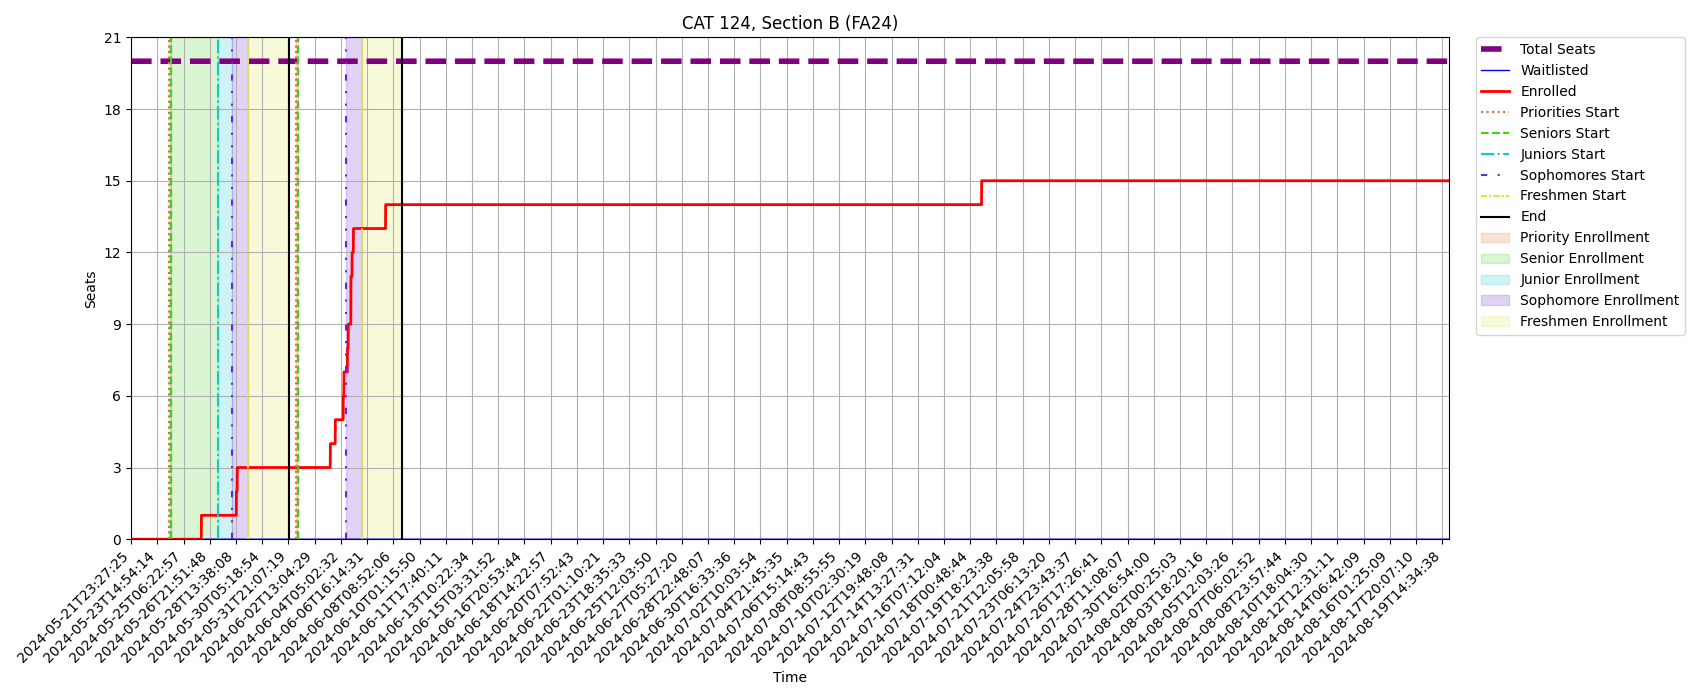 CAT 124, Section B (FA24)
21
18
15
12
9
6
3
0
Seats
2024-05-21T23:27:25
2024-05-23T14:54:14
2024-05-25T06:22:57
2024-05-26T21:51:48
2024-05-28T13:38:08
2024-05-30T05:18:54
2024-05-31T21:07:19
2024-06-02T13:04:29
2024-06-04T05:02:32
2024-06-06T16:14:31
2024-06-08T08:52:06
2024-06-10T01:15:50
2024-06-11T17:40:11
2024-06-13T10:22:34
2024-06-15T03:31:52
2024-06-16T20:53:44
2024-06-18T14:22:57
2024-06-20T07:52:43
2024-06-22T01:10:21
2024-06-23T18:35:33
2024-06-25T12:03:50
2024-06-27T05:27:20
2024-06-28T22:48:07
2024-06-30T16:33:36
2024-07-02T10:03:54
2024-07-04T21:45:35
2024-07-06T15:14:43
2024-07-08T08:55:55
2024-07-10T02:30:19
2024-07-12T19:48:08
2024-07-14T13:27:31
2024-07-16T07:12:04
2024-07-18T00:48:44
2024-07-19T18:23:38
2024-07-21T12:05:58
2024-07-23T06:13:20
2024-07-24T23:43:37
2024-07-26T17:26:41
2024-07-28T11:08:07
2024-07-30T16:54:00
2024-08-02T00:25:03
2024-08-03T18:20:16
2024-08-05T12:03:26
2024-08-07T06:02:52
2024-08-08T23:57:44
2024-08-10T18:04:30
2024-08-12T12:31:11
2024-08-14T06:42:09
2024-08-16T01:25:09
2024-08-17T20:07:10
2024-08-19T14:34:38
Time
Total Seats
Waitlisted
Enrolled
Priorities Start
Seniors Start
Juniors Start
Sophomores Start
Freshmen Start
End
Priority Enrollment
Senior Enrollment
Junior Enrollment
Sophomore Enrollment
Freshmen Enrollment